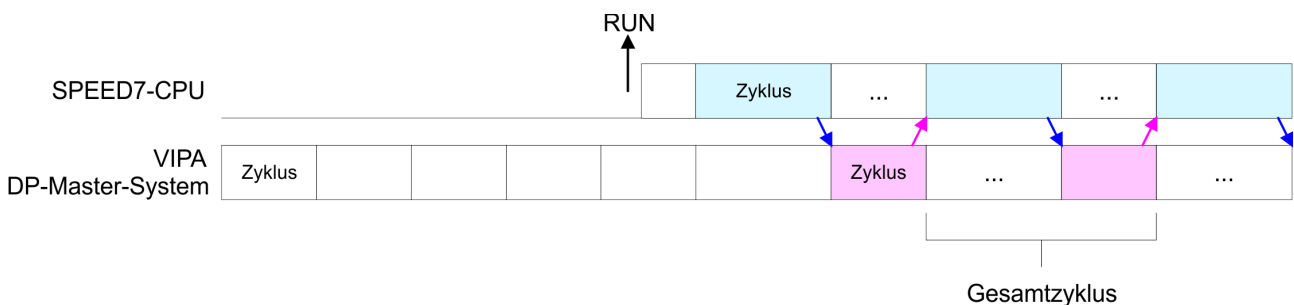 RUN
SPEED7-CPU
Zyklus
...
...
VIPA
DP-Master-System
Zyklus
Zyklus
...
...
Gesamtzyklus